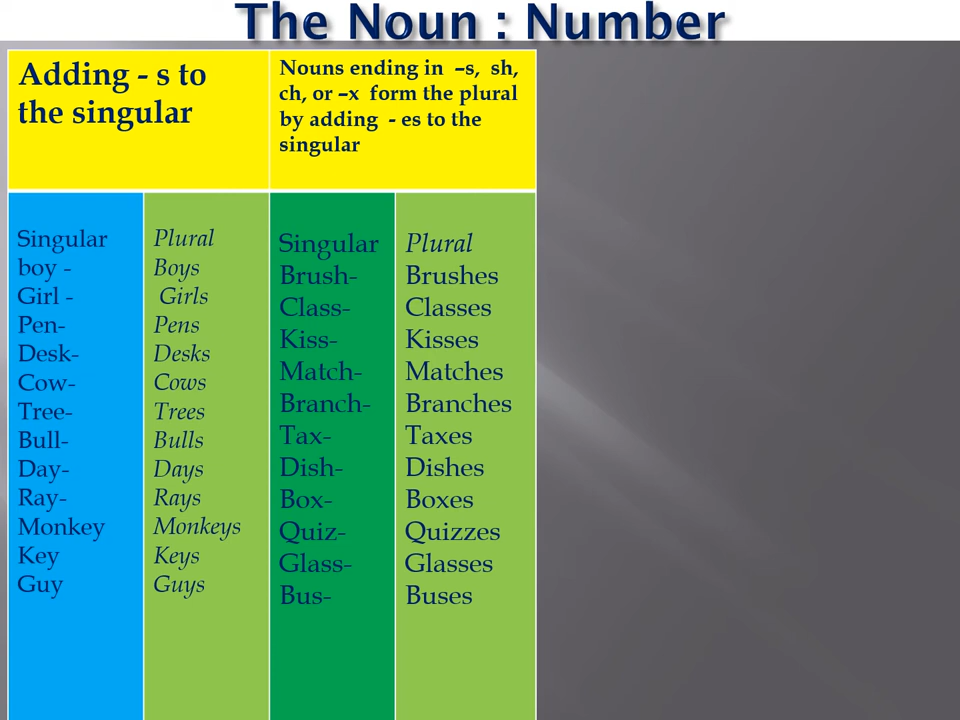 The Noun : Number
Adding - s to
the singular
Nouns ending in –s, sh,
ch, or –x form the plural
by adding - es to the
singular
Singular
boy -
Girl -
Pen-
Desk-
Cow-
Tree-
Bull-
Day-
Ray-
Monkey
Key
Guy
Plural
Boys
Girls
Pens
Desks
Cows
Trees
Bulls
Days
Rays
Monkeys
Keys
Guys
Singular
Brush-
Class-
Kiss-
Match-
Branch-
Tax-
Dish-
Box-
Quiz-
Glass-
Bus-
Plural
Brushes
Classes
Kisses
Matches
Branches
Taxes
Dishes
Boxes
Quizzes
Glasses
Buses